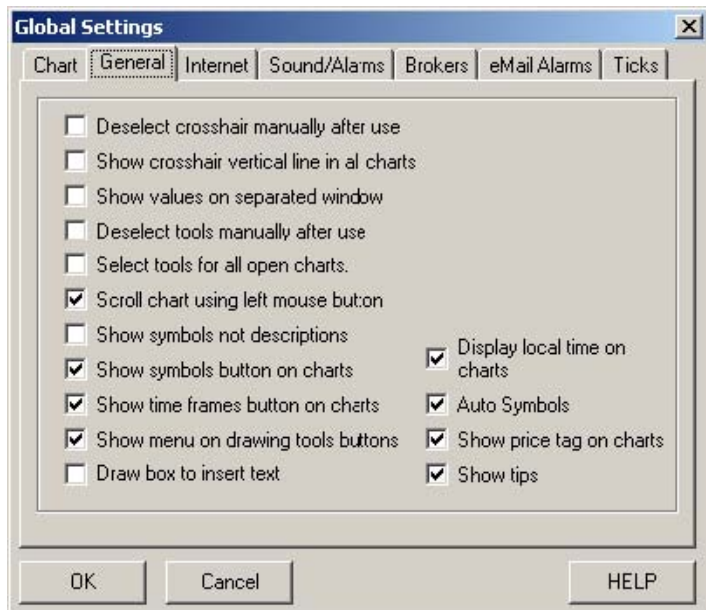 Global Settings
Chart General Internet Sound/Alarms Brokers eMail Alarms Ticks
Deselect crosshair manually after use
Show crosshair vertical line in al charts
Show values on separated window
Deselect tools manually after use
Select tools for all open charts.
Scroll chart using left mouse button
Show symbols not descriptions
Show symbols button on charts
Show time frames button on charts
Show menu on drawing tools buttons
Draw box to insert text
Display local time on
charts
Auto Symbols
Show price tag on charts
Show tips
OK Cancel HELP